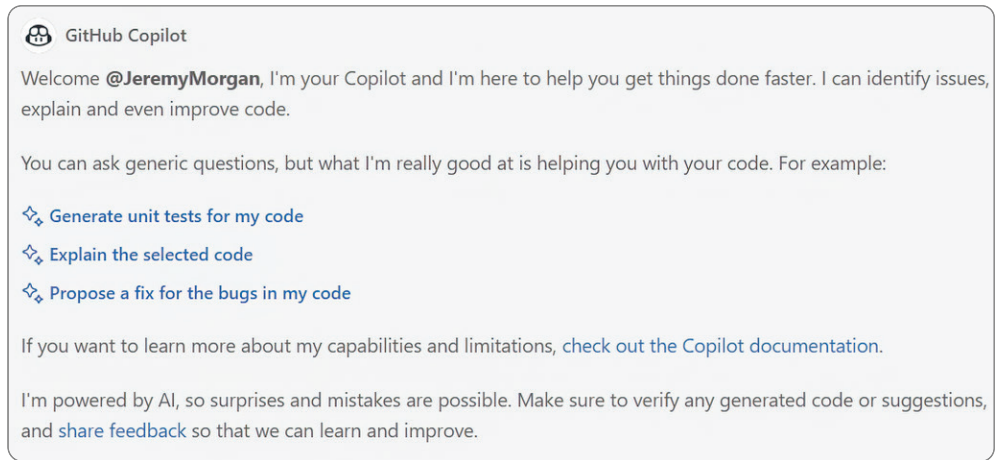 GitHub Copilot
Welcome @JeremyMorgan, I'm your Copilot and I'm here to help you get things done faster. I can identify issues,
explain and even improve code.
You can ask generic questions, but what I'm really good at is helping you with your code. For example:
Generate unit tests for my code
Explain the selected code
Propose a fix for the bugs in my code
If you want to learn more about my capabilities and limitations, check out the Copilot documentation.
I'm powered by AI, so surprises and mistakes are possible. Make sure to verify any generated code or suggestions,
and share feedback so that we can learn and improve.